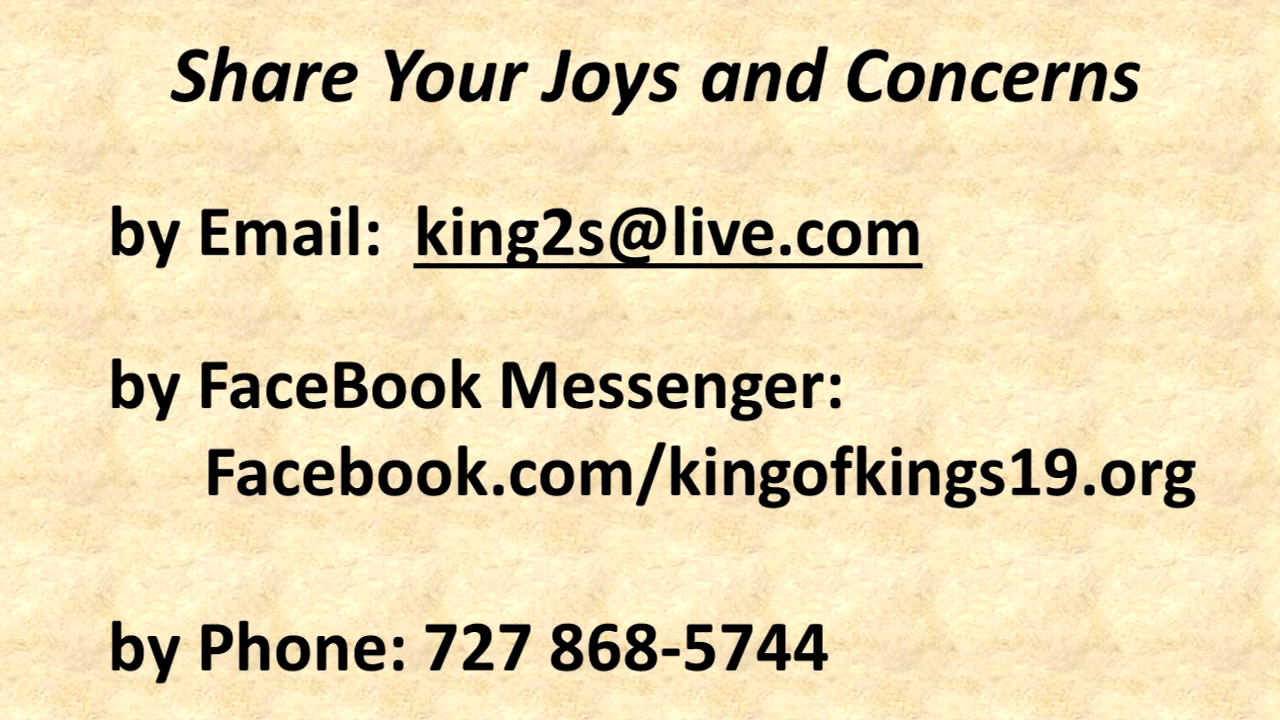 Share Your Joys and Concerns
by Email: king2s@live.com
by FaceBook Messenger:
Facebook.com/kingofkings19.org
by Phone: 727 868-5744